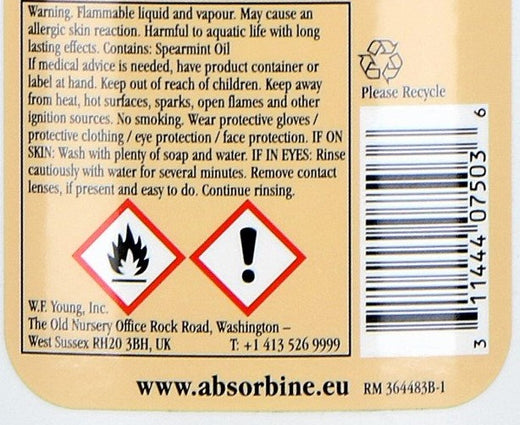 Warning. Flammable liquid and vapour. May cause an
allergic skin reaction. Harmful to aquatic life with long
lasting effects. Contains: Spearmint Oil
If medical advice is needed, have product container or
label at hand. Keep out of reach of children. Keep away
from heat, hot surfaces, sparks, open flames and other
ignition sources. No smoking. Wear protective gloves /
protective clothing / eye protection / face protection. IF ON
SKIN: Wash with plenty of soap and water. IF IN EYES: Rinse
cautiously with water for several minutes. Remove contact
lenses, if present and easy to do. Continue rinsing.
W.F. Young, Inc.
The Old Nursery Office Rock Road, Washington –
West Sussex RH20 3BH, UK T: +1 413 526 9999
Please Recycle
3 11444 07503 6
www.absorbine.eu RM 364483B-1